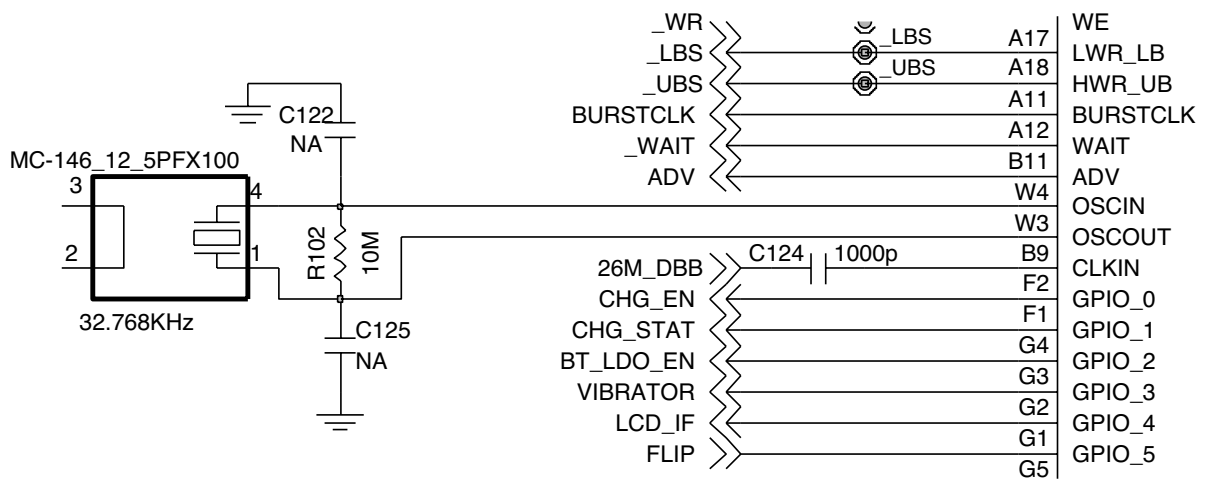 _WR
WE
_LBS
_LBS
A17
LWR_LB
_UBS
_UBS
A18
HWR_UB
BURSTCLK
A11
BURSTCLK
_WAIT
A12
WAIT
ADV
B11
ADV
W4
OSCIN
W3
OSCOUT
C122
NA
MC-146_12_5PFX100
3
4
2
1
R102
10M
32.768KHz
C125
NA
26M_DBB
C124
1000p
B9
CLKIN
CHG_EN
F2
GPIO_0
CHG_STAT
F1
GPIO_1
BT_LDO_EN
G4
GPIO_2
VIBRATOR
G3
GPIO_3
LCD_IF
G2
GPIO_4
FLIP
G1
GPIO_5
G5